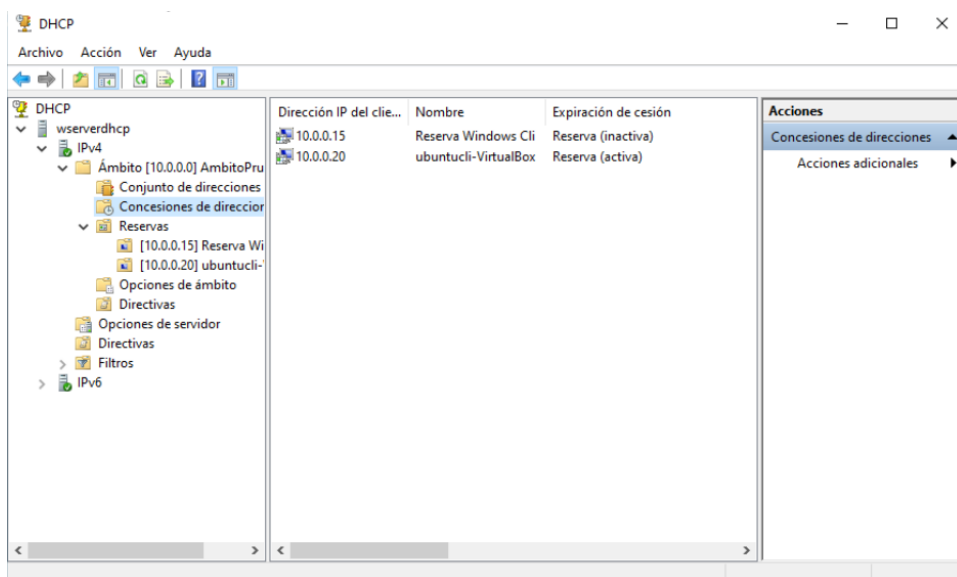 DHCP
Archivo Acción Ver Ayuda
DHCP
wserverdhcp
IPv4
Ámbito [10.0.0.0] AmbitoPru
Conjunto de direcciones
Concesiones de direccior
Reservas
[10.0.0.15] Reserva Wi
[10.0.0.20] ubuntucli-
Opciones de ámbito
Directivas
Opciones de servidor
Directivas
Filtros
IPv6
Dirección IP del clie... Nombre Expiración de cesión
10.0.0.15 Reserva Windows Cli Reserva (inactiva)
10.0.0.20 ubuntucli-VirtualBox Reserva (activa)
Acciones
Concesiones de direcciones
Acciones adicionales